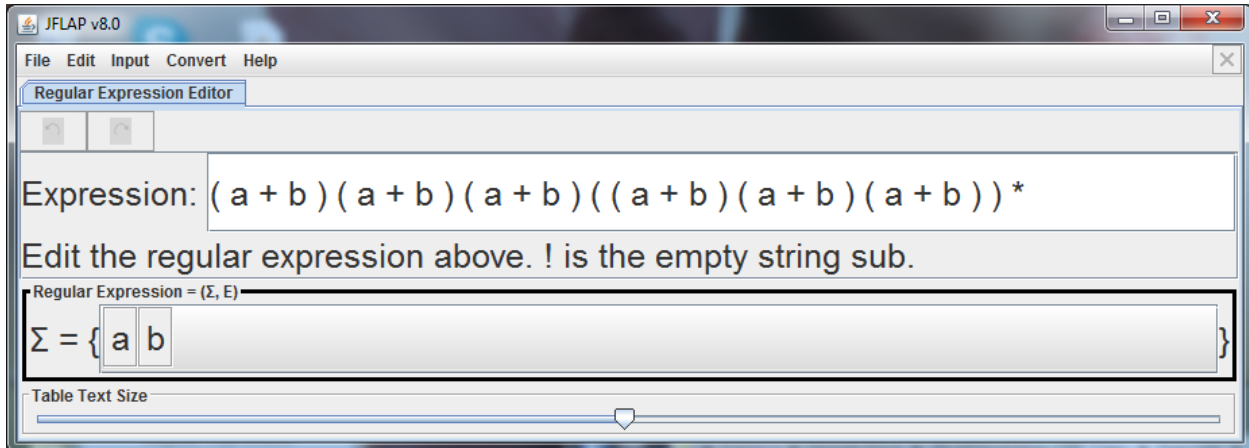 JFLAP v8.0
File Edit Input Convert Help
Regular Expression Editor
Expression: ( a + b ) ( a + b ) ( a + b ) ( ( a + b ) ( a + b ) ( a + b ) ) *
Edit the regular expression above. ! is the empty string sub.
Regular Expression = (Σ, E)
Σ = { a b }
Table Text Size